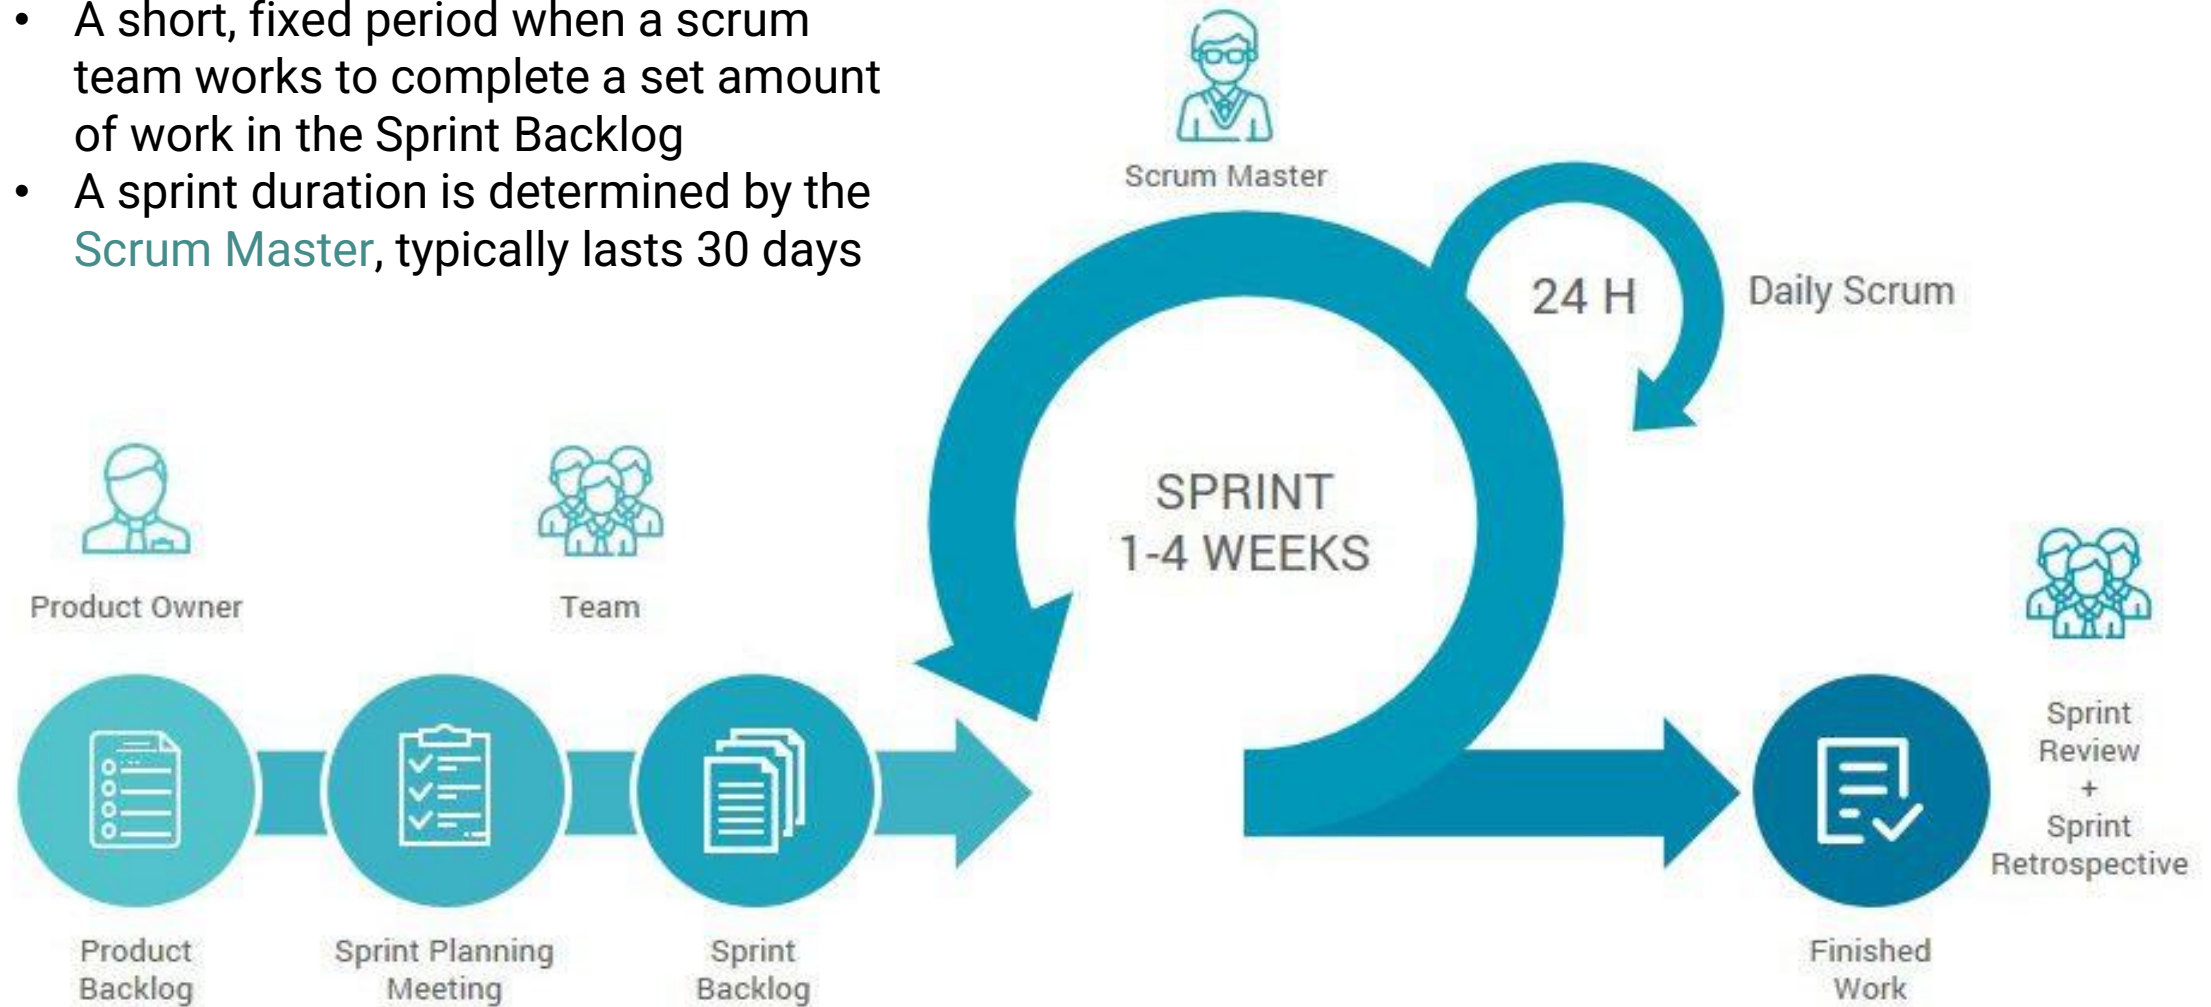 • A short, fixed period when a scrum
team works to complete a set amount
of work in the Sprint Backlog
• A sprint duration is determined by the
Scrum Master, typically lasts 30 days
Scrum Master
24 H
Daily Scrum
SPRINT
1-4 WEEKS
Product Owner
Team
Sprint
Review
+
Sprint
Retrospective
Product
Backlog
Sprint Planning
Meeting
Sprint
Backlog
Finished
Work